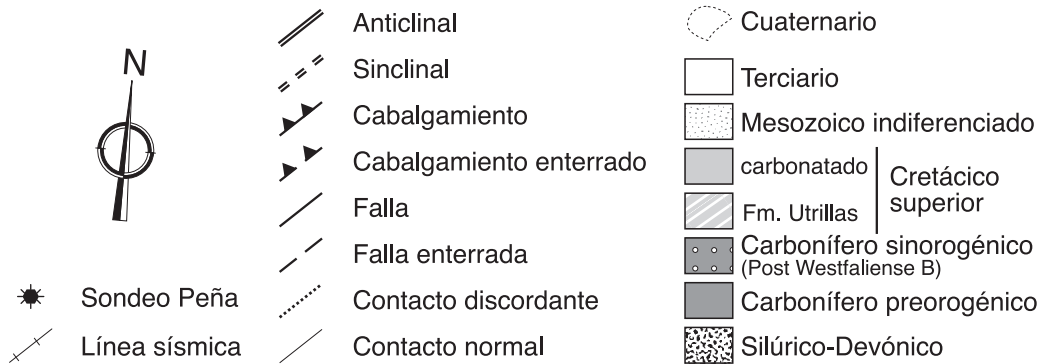 N
Sondeo Peña
Línea sísmica
Anticlinal
Sinclinal
Cabalgamiento
Cabalgamiento enterrado
Falla
Falla enterrada
Contacto discordante
Contacto normal
Cuaternario
Terciario
Mesozoico indiferenciado
carbonatado
Fm. Utrillas
Cretácico
superior
Carbonífero sinorogénico
(Post Westfaliense B)
Carbonífero preorogénico
Silúrico-Devónico